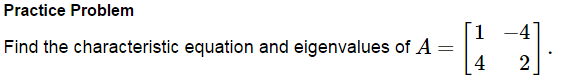 Practice Problem
Find the characteristic equation and eigenvalues of A = [1 −4
4 2].